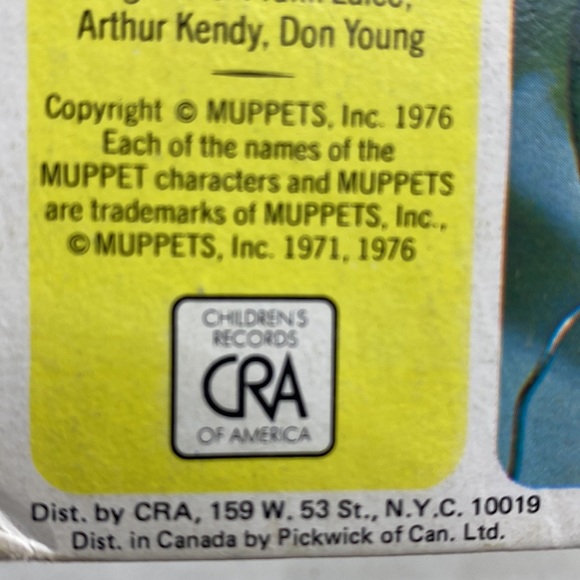 Arthur Kendy, Don Young
Copyright © MUPPETS, Inc. 1976
Each of the names of the
MUPPET characters and MUPPETS
are trademarks of MUPPETS, Inc.,
© MUPPETS, Inc. 1971, 1976
CHILDREN'S
RECORDS
CRA
OF AMERICA
Dist. by CRA, 159 W. 53 St., N.Y.C. 10019
Dist. in Canada by Pickwick of Can. Ltd.